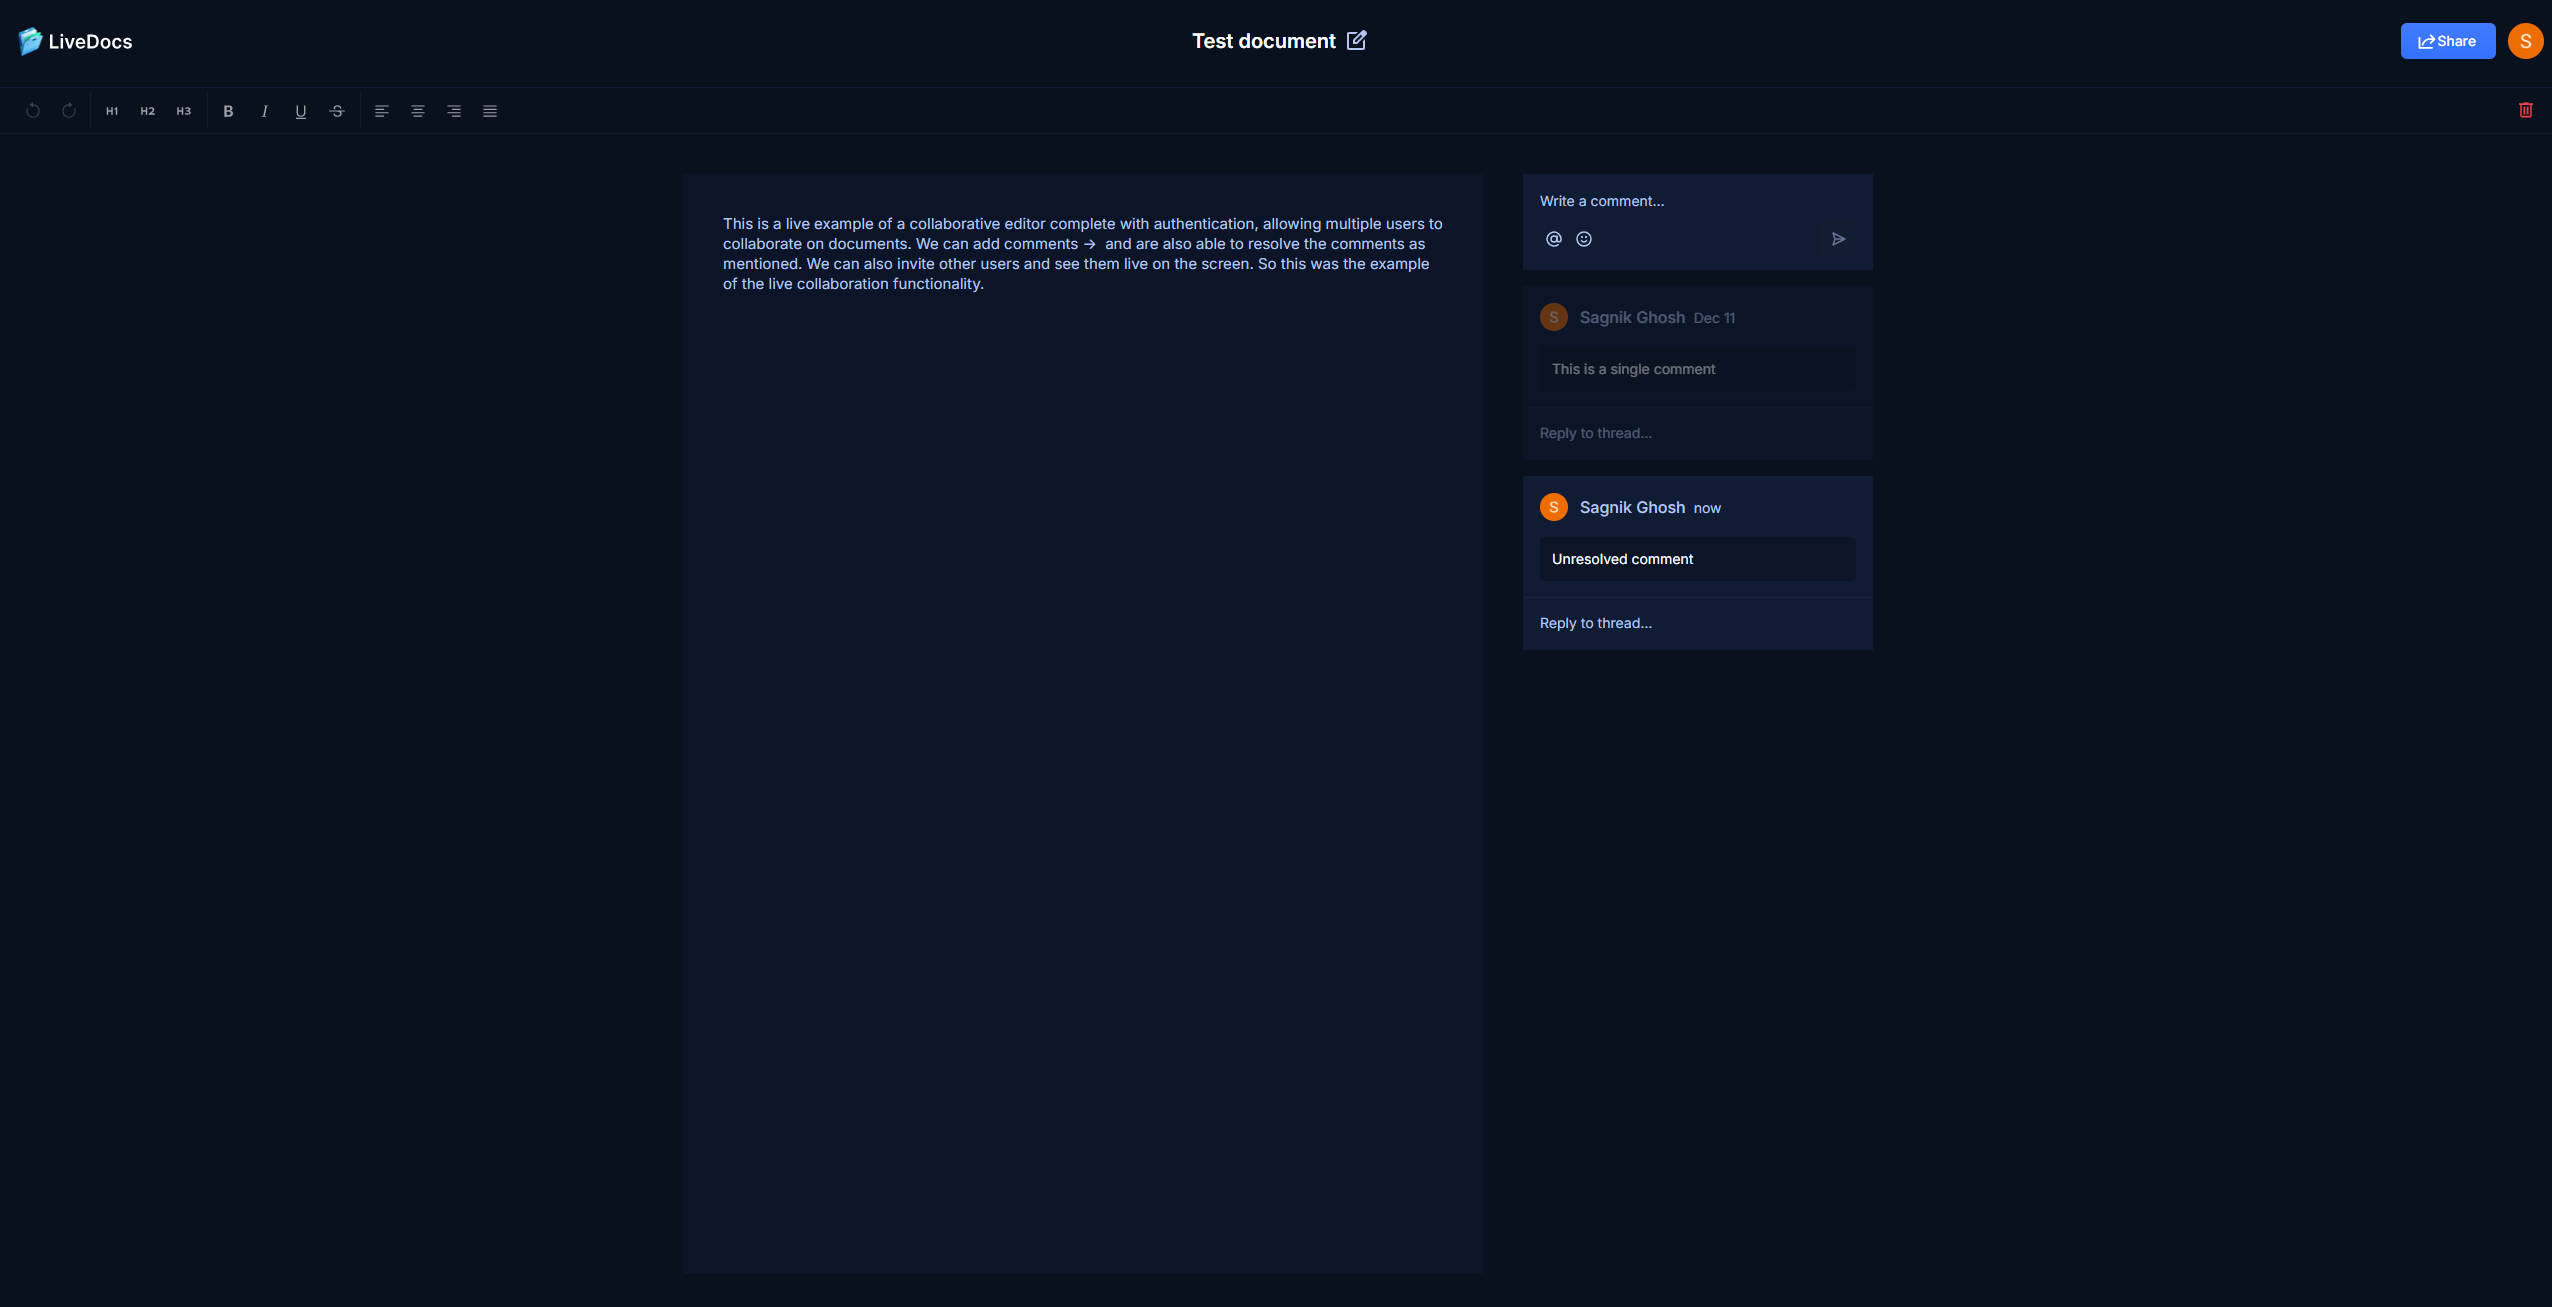 LiveDocs
Test document
Share
S
H1 H2 H3 B I U S
This is a live example of a collaborative editor complete with authentication, allowing multiple users to
collaborate on documents. We can add comments → and are also able to resolve the comments as
mentioned. We can also invite other users and see them live on the screen. So this was the example
of the live collaboration functionality.
Write a comment...
@
S Sagnik Ghosh Dec 11
This is a single comment
Reply to thread...
S Sagnik Ghosh now
Unresolved comment
Reply to thread...